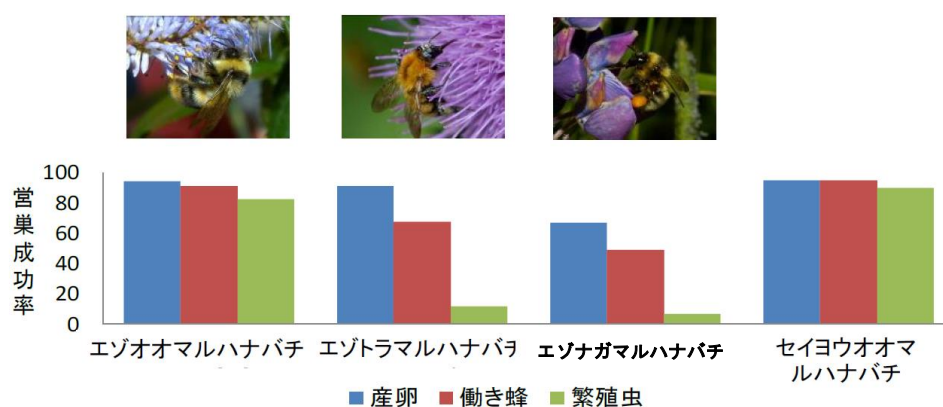 営巣成功率
100
80
60
40
20
0
エゾオオマルハナバチ
エゾトラマルハナバチ
エゾナガマルハナバチ
セイヨウオオマ
ルハナバチ
産卵 働き蜂 繁殖虫